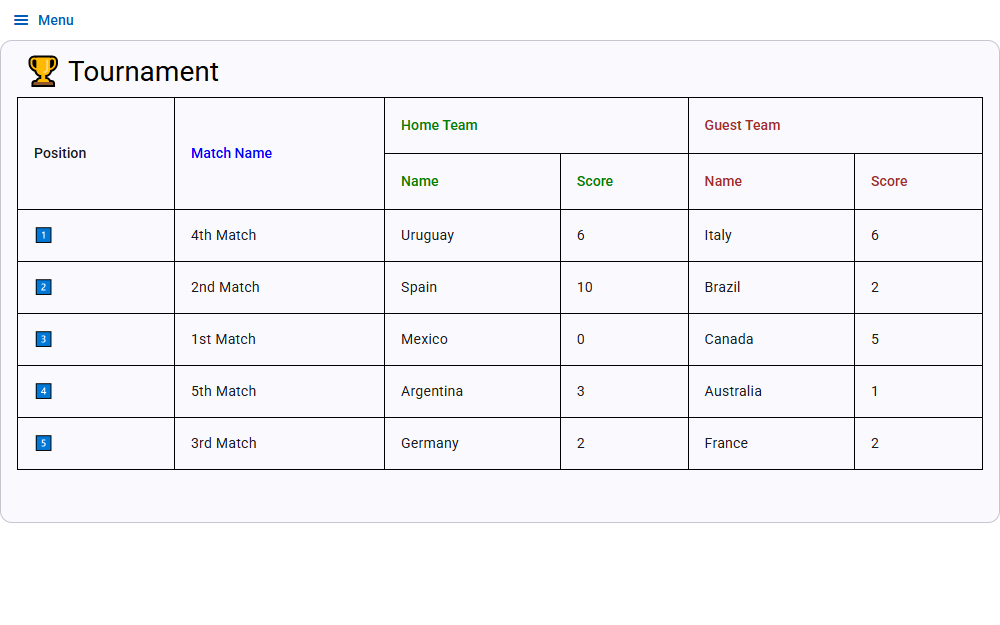 Menu
🏆 Tournament
Position Match Name Home Team Guest Team
Name Score Name Score
1 4th Match Uruguay 6 Italy 6
2 2nd Match Spain 10 Brazil 2
3 1st Match Mexico 0 Canada 5
4 5th Match Argentina 3 Australia 1
5 3rd Match Germany 2 France 2